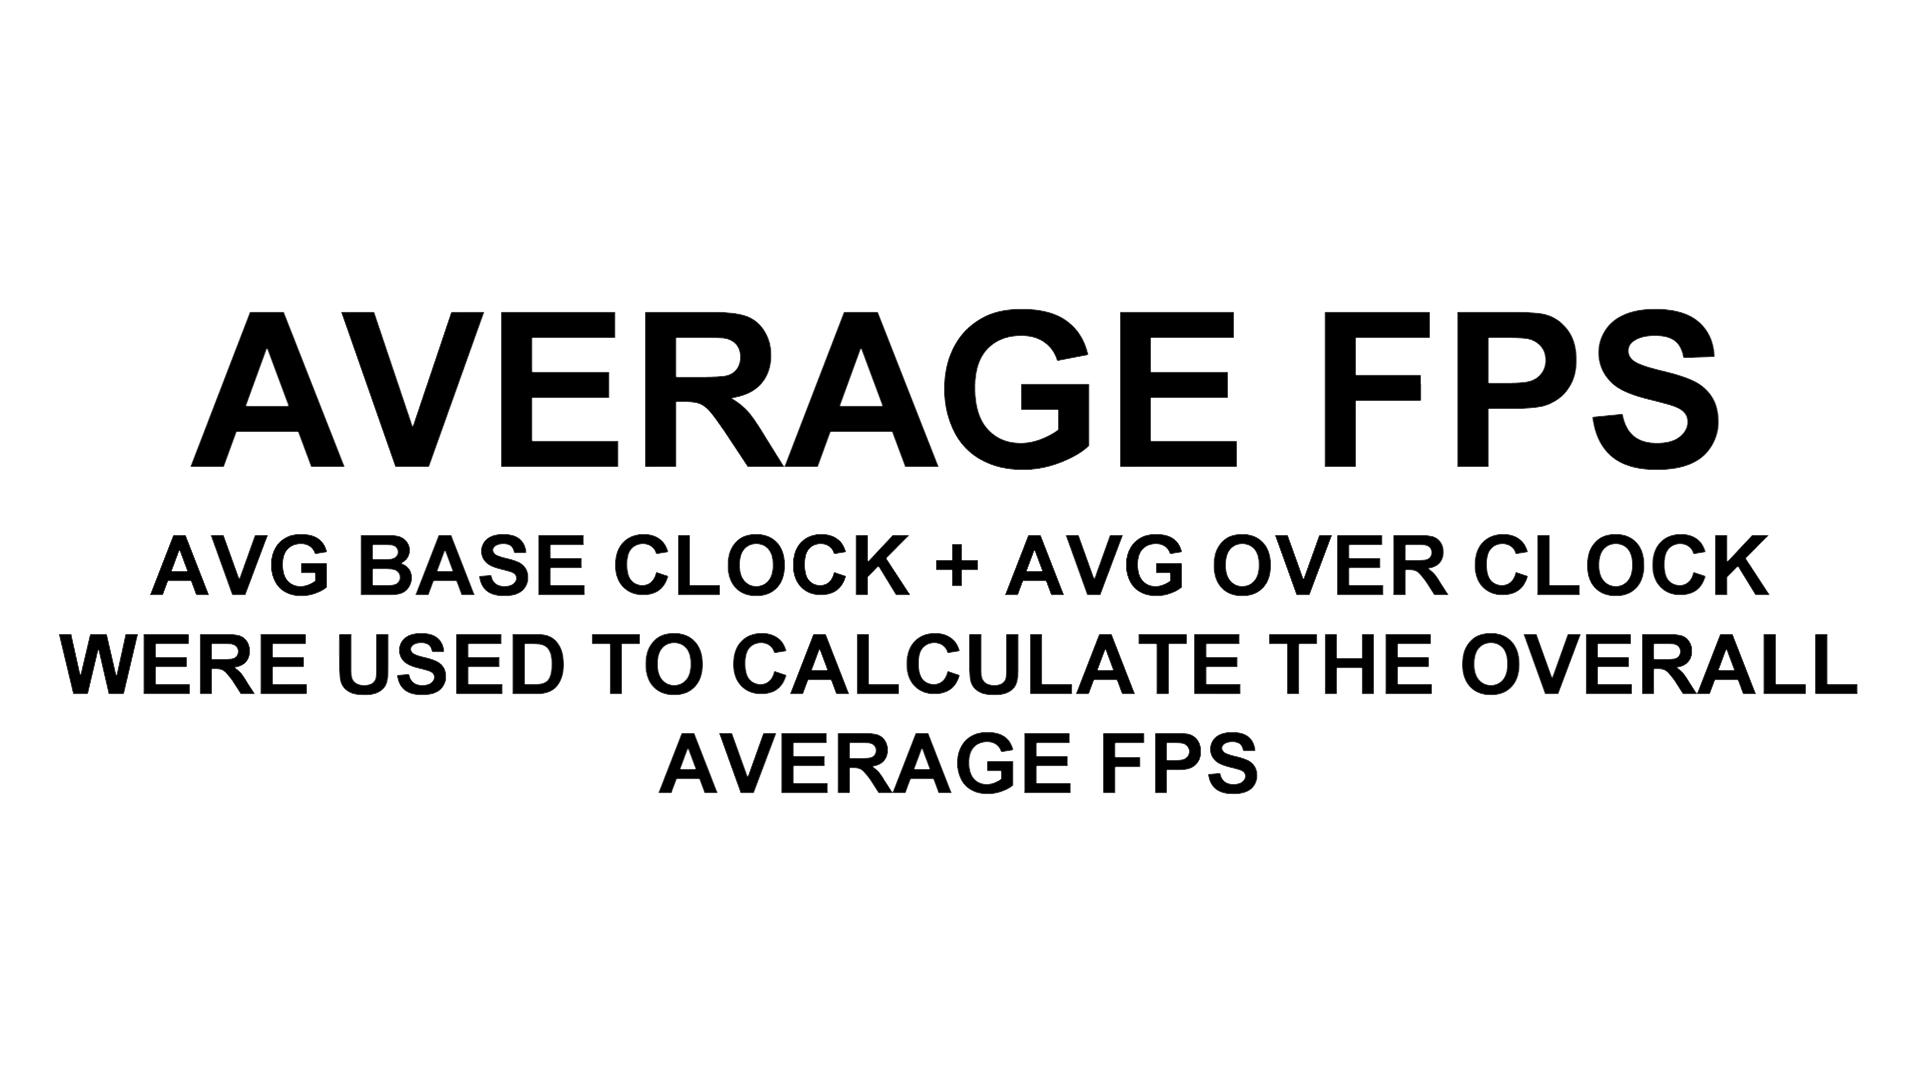 AVERAGE FPS
AVG BASE CLOCK + AVG OVER CLOCK
WERE USED TO CALCULATE THE OVERALL
AVERAGE FPS